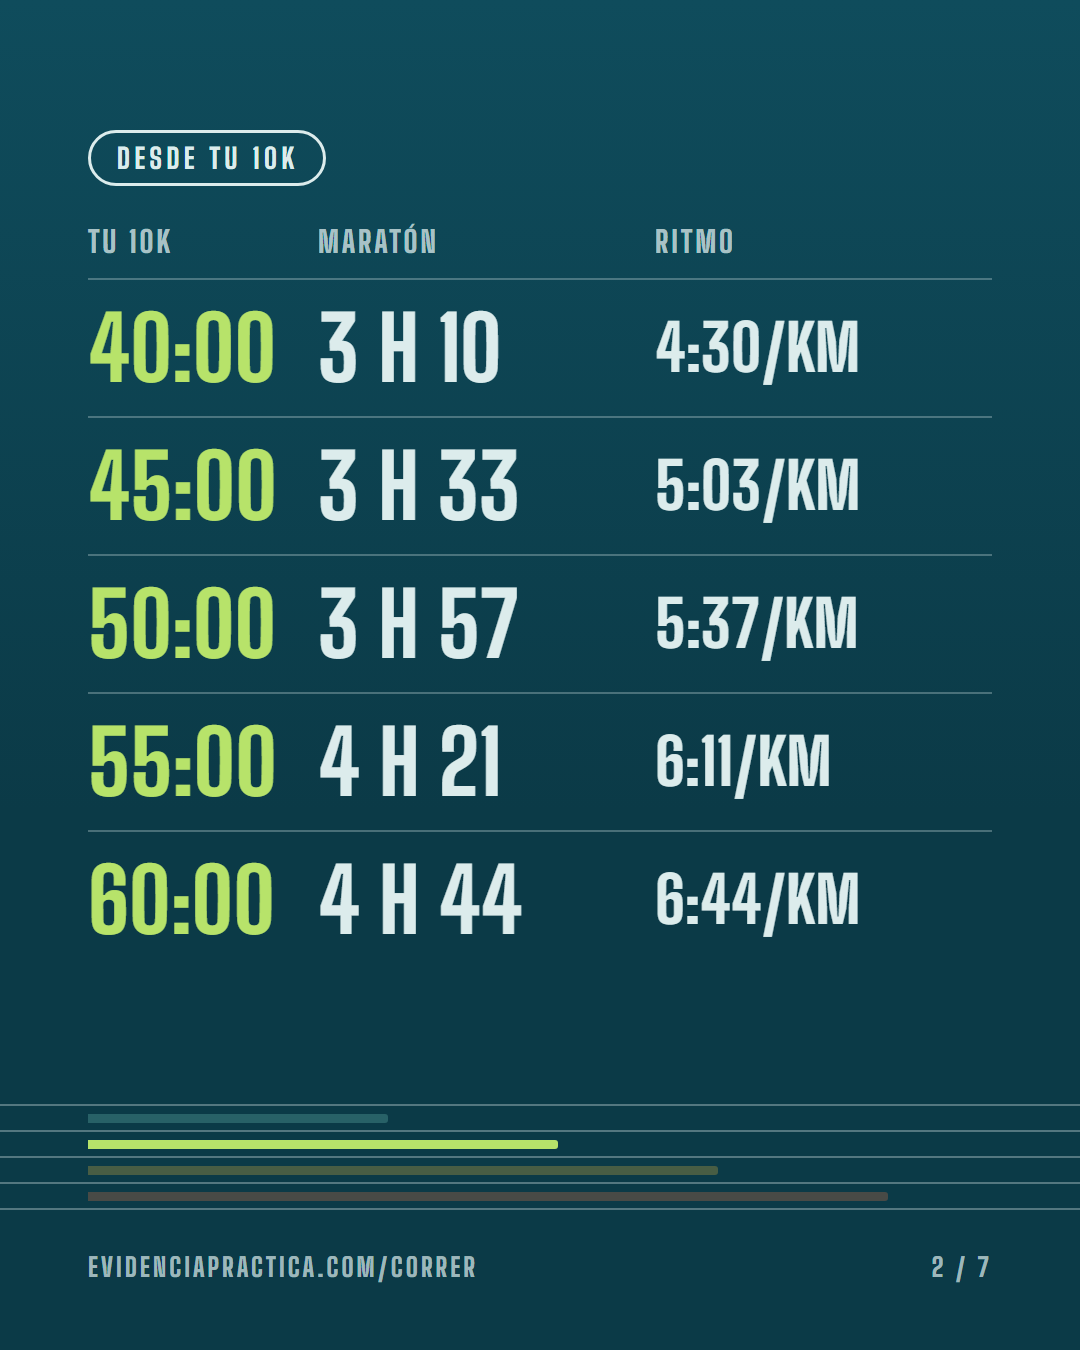 DESDE TU 10K
TU 10K MARATÓN RITMO
40:00 3 H 10 4:30/KM
45:00 3 H 33 5:03/KM
50:00 3 H 57 5:37/KM
55:00 4 H 21 6:11/KM
60:00 4 H 44 6:44/KM
EVIDENCIAPRACTICA.COM/CORRER 2 / 7